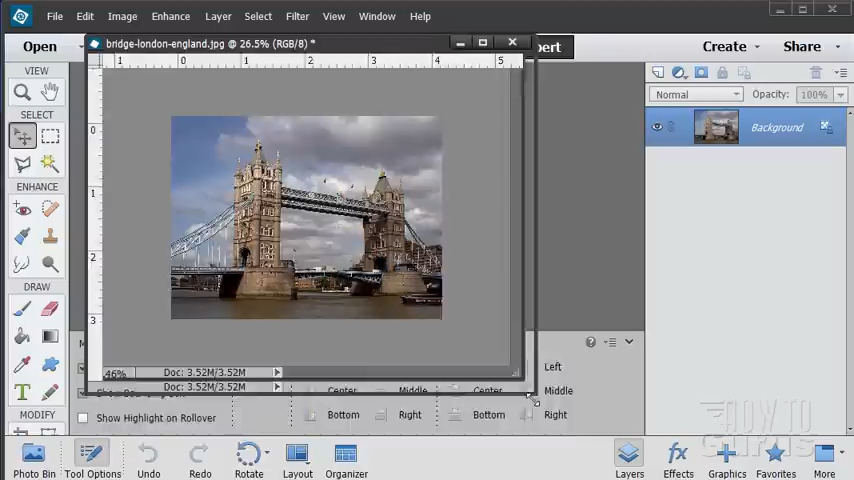 File Edit Image Enhance Layer Select Filter View Window Help
Open
bridge-london-england.jpg @ 26.5% (RGB/8) *
Create
Share
VIEW
SELECT
ENHANCE
DRAW
MODIFY
1 0 1 2 3 4 5
0
1
2
3
Normal
Opacity: 100%
Background
46%
Doc: 3.52M/3.52M
Doc: 3.52M/3.52M
Left
Center Middle Center Middle
Show Highlight on Rollover
Bottom Right Bottom Right
HOW TO
GURUS
Photo Bin Tool Options Undo Redo Rotate Layout Organizer
Layers Effects Graphics Favorites More